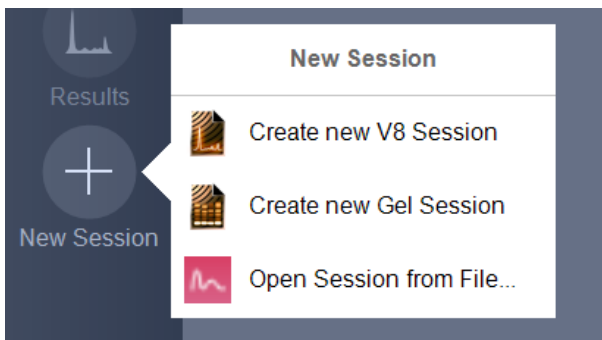 Results
New Session
New Session
Create new V8 Session
Create new Gel Session
Open Session from File...